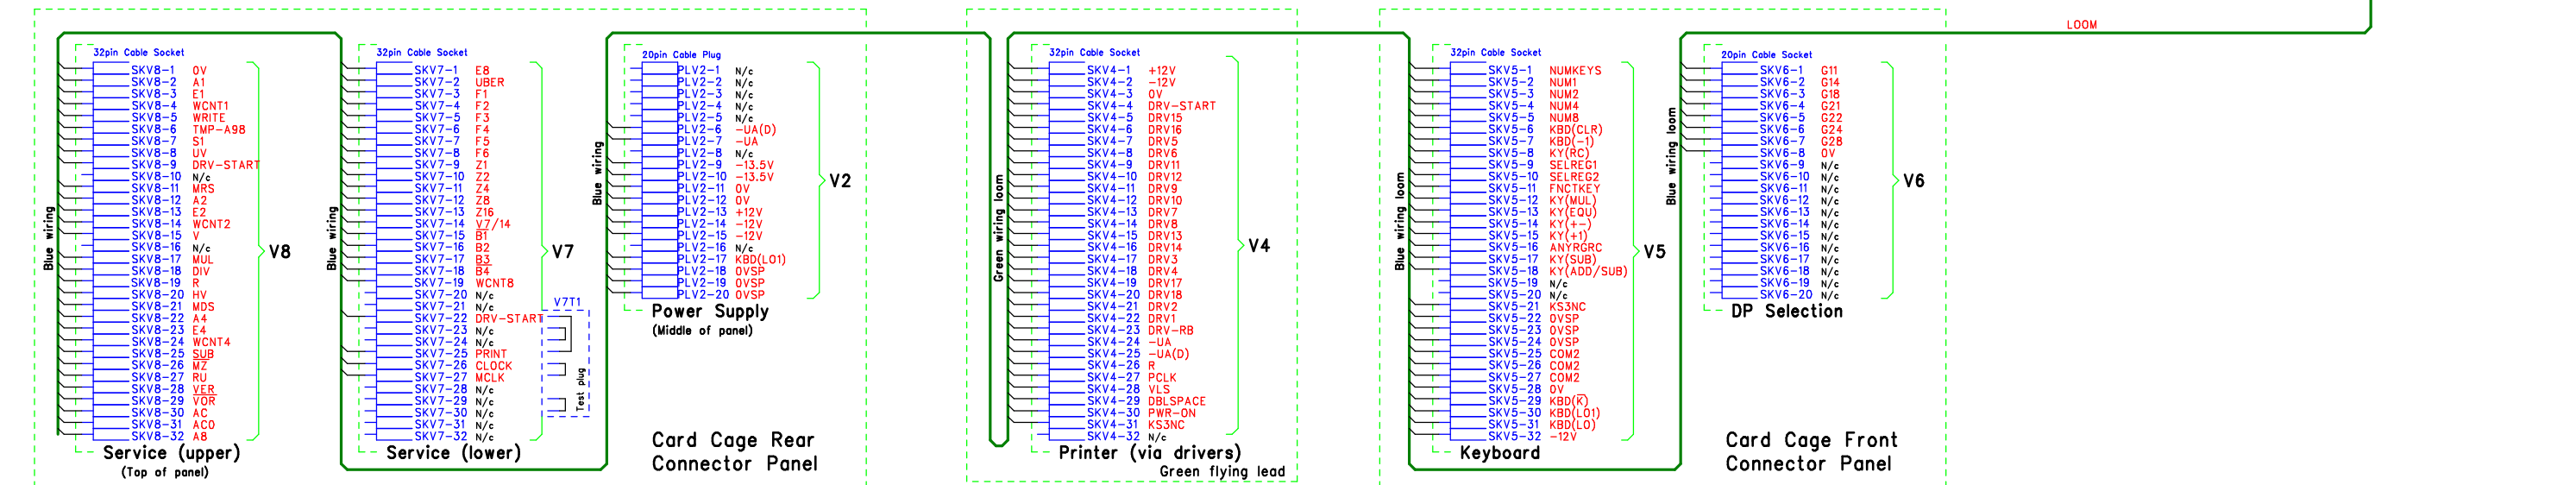 LOOM
32pin Cable Socket
SKV8-1 0V
SKV8-2 A1
SKV8-3 E1
SKV8-4 WCNT1
SKV8-5 WRITE
SKV8-6 TMP-A98
SKV8-7 S1
SKV8-8 UV
SKV8-9 DRV-START
SKV8-10 N/c
SKV8-11 MRS
SKV8-12 A2
SKV8-13 E2
SKV8-14 WCNT2
SKV8-15 V
SKV8-16 N/c
SKV8-17 MUL
SKV8-18 DIV
SKV8-19 R
SKV8-20 HV
SKV8-21 MDS
SKV8-22 A4
SKV8-23 E4
SKV8-24 WCNT4
SKV8-25 SUB
SKV8-26 MZ
SKV8-27 RU
SKV8-28 VER
SKV8-29 VOR
SKV8-30 AC
SKV8-31 ACO
SKV8-32 A8
Blue wiring
V8
Service (upper)
(Top of panel)
32pin Cable Socket
SKV7-1 E8
SKV7-2 UBER
SKV7-3 F1
SKV7-4 F2
SKV7-5 F3
SKV7-6 F4
SKV7-7 F5
SKV7-8 F6
SKV7-9 Z1
SKV7-10 Z2
SKV7-11 Z4
SKV7-12 Z8
SKV7-13 Z16
SKV7-14 V7/14
SKV7-15 B1
SKV7-16 B2
SKV7-17 B3
SKV7-18 B4
SKV7-19 WCNT8
SKV7-20 N/c
SKV7-21 N/c
SKV7-22 DRV-START
SKV7-23 N/c
SKV7-24 N/c
SKV7-25 PRINT
SKV7-26 CLOCK
SKV7-27 MCLK
SKV7-28 N/c
SKV7-29 N/c
SKV7-30 N/c
SKV7-31 N/c
SKV7-32 N/c
Blue wiring
V7
V7T1
Test plug
Service (lower)
20pin Cable Plug
PLV2-1 N/c
PLV2-2 N/c
PLV2-3 N/c
PLV2-4 N/c
PLV2-5 N/c
PLV2-6 -UA(D)
PLV2-7 -UA
PLV2-8 N/c
PLV2-9 -13.5V
PLV2-10 -13.5V
PLV2-11 0V
PLV2-12 0V
PLV2-13 +12V
PLV2-14 -12V
PLV2-15 -12V
PLV2-16 N/c
PLV2-17 KBD(LO1)
PLV2-18 0VSP
PLV2-19 0VSP
PLV2-20 0VSP
Blue wiring
V2
Power Supply
(Middle of panel)
Card Cage Rear
Connector Panel
32pin Cable Socket
SKV4-1 +12V
SKV4-2 -12V
SKV4-3 0V
SKV4-4 DRV-START
SKV4-5 DRV15
SKV4-6 DRV16
SKV4-7 DRV5
SKV4-8 DRV6
SKV4-9 DRV11
SKV4-10 DRV12
SKV4-11 DRV9
SKV4-12 DRV10
SKV4-13 DRV7
SKV4-14 DRV8
SKV4-15 DRV13
SKV4-16 DRV14
SKV4-17 DRV3
SKV4-18 DRV4
SKV4-19 DRV17
SKV4-20 DRV18
SKV4-21 DRV2
SKV4-22 DRV1
SKV4-23 DRV-RB
SKV4-24 -UA
SKV4-25 -UA(D)
SKV4-26 R
SKV4-27 PCLK
SKV4-28 VLS
SKV4-29 DBLSPACE
SKV4-30 PWR-ON
SKV4-31 KS3NC
SKV4-32 N/c
Green wiring loom
V4
Printer (via drivers)
Green flying lead
32pin Cable Socket
SKV5-1 NUMKEYS
SKV5-2 NUM1
SKV5-3 NUM2
SKV5-4 NUM4
SKV5-5 NUM8
SKV5-6 KBD(CLR)
SKV5-7 KBD(-1)
SKV5-8 KY(RC)
SKV5-9 SELREG1
SKV5-10 SELREG2
SKV5-11 FNCTKEY
SKV5-12 KY(MUL)
SKV5-13 KY(EQU)
SKV5-14 KY(+-)
SKV5-15 KY(+1)
SKV5-16 ANYRGRC
SKV5-17 KY(SUB)
SKV5-18 KY(ADD/SUB)
SKV5-19 N/c
SKV5-20 N/c
SKV5-21 KS3NC
SKV5-22 0VSP
SKV5-23 0VSP
SKV5-24 0VSP
SKV5-25 COM2
SKV5-26 COM2
SKV5-27 COM2
SKV5-28 0V
SKV5-29 KBD(K̅)
SKV5-30 KBD(LO1)
SKV5-31 KBD(LO)
SKV5-32 -12V
Blue wiring loom
V5
Keyboard
20pin Cable Socket
SKV6-1 G11
SKV6-2 G14
SKV6-3 G18
SKV6-4 G21
SKV6-5 G22
SKV6-6 G24
SKV6-7 G28
SKV6-8 0V
SKV6-9 N/c
SKV6-10 N/c
SKV6-11 N/c
SKV6-12 N/c
SKV6-13 N/c
SKV6-14 N/c
SKV6-15 N/c
SKV6-16 N/c
SKV6-17 N/c
SKV6-18 N/c
SKV6-19 N/c
SKV6-20 N/c
Blue wiring loom
V6
DP Selection
Card Cage Front
Connector Panel